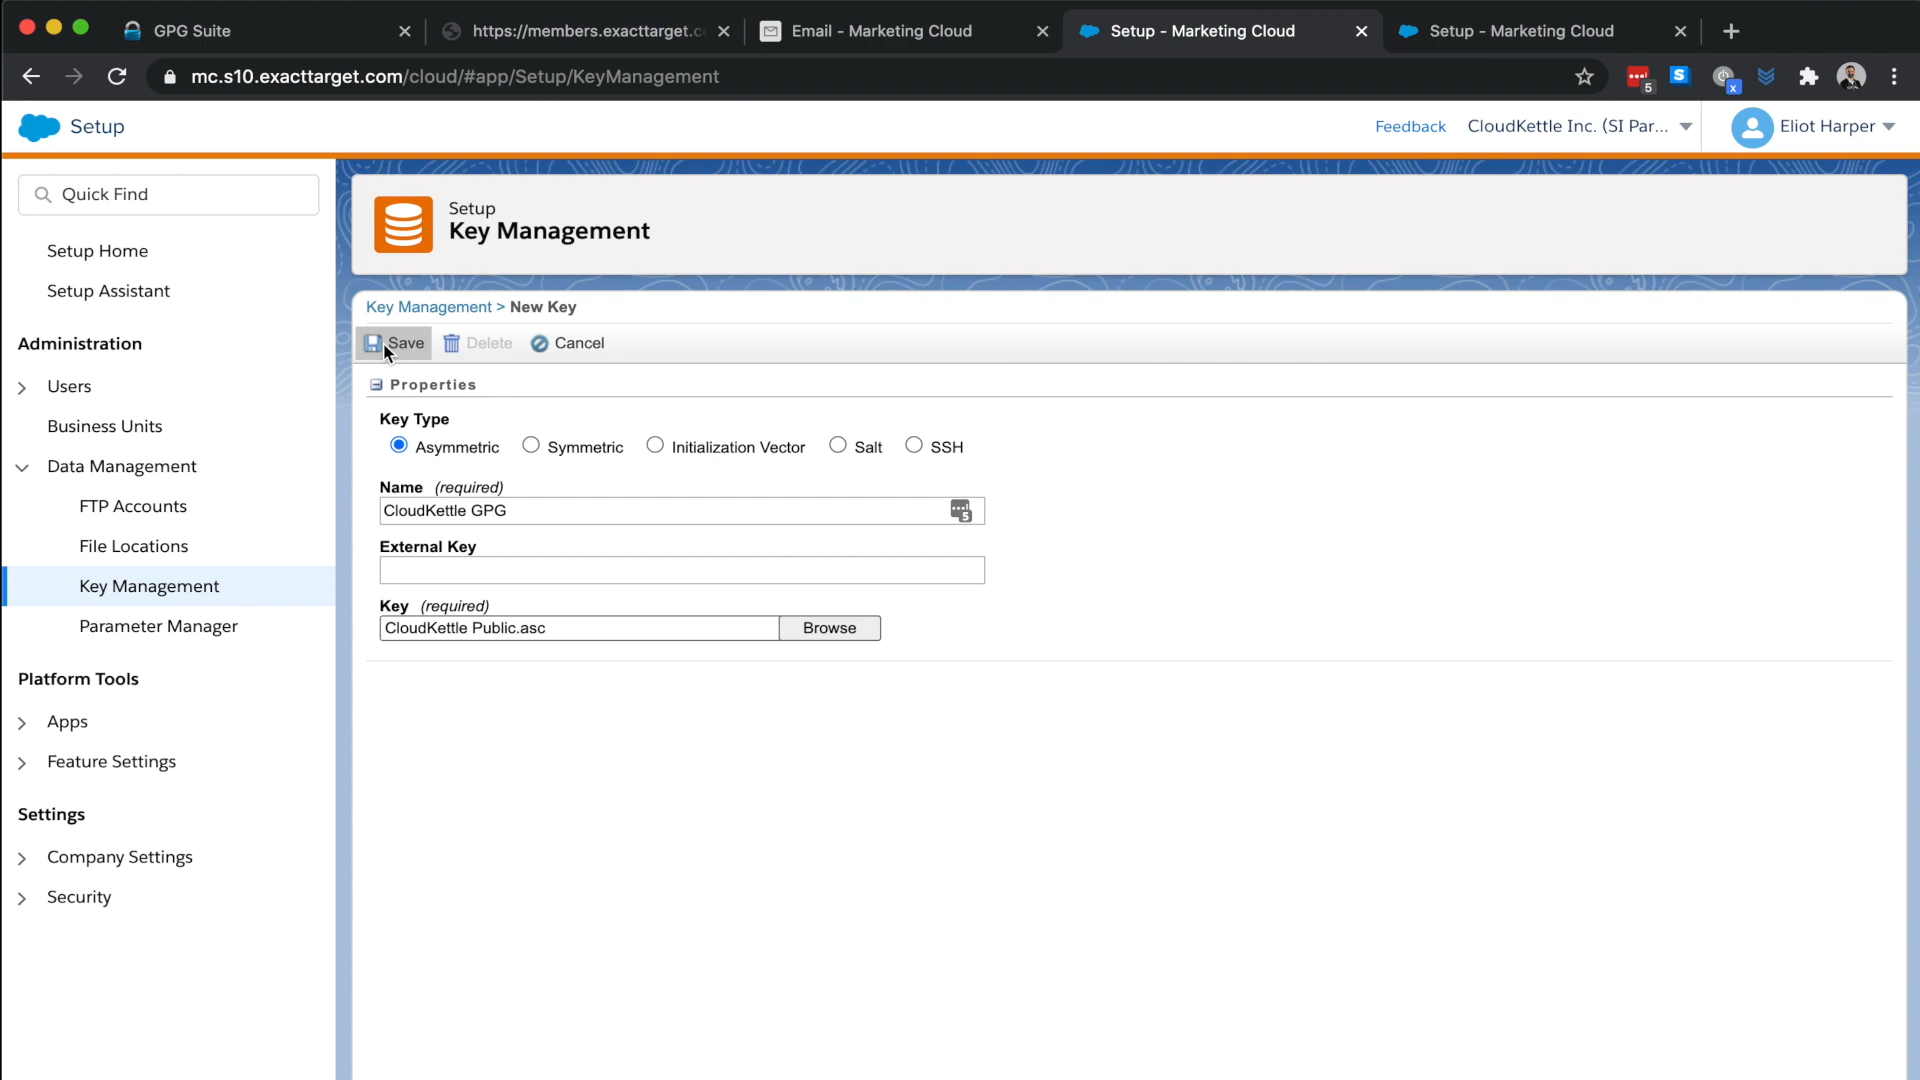 GPG Suite
https://members.exacttarget.c
Email - Marketing Cloud
Setup - Marketing Cloud
Setup - Marketing Cloud
mc.s10.exacttarget.com/cloud/#app/Setup/KeyManagement
5
S
x
Setup
Feedback
CloudKettle Inc. (SI Par...
Eliot Harper
Quick Find
Setup Home
Setup Assistant
Administration
Users
Business Units
Data Management
FTP Accounts
File Locations
Key Management
Parameter Manager
Platform Tools
Apps
Feature Settings
Settings
Company Settings
Security
Setup
Key Management
Key Management > New Key
Save Delete Cancel
Properties
Key Type
Asymmetric Symmetric Initialization Vector Salt SSH
Name (required)
CloudKettle GPG
5
External Key
Key (required)
CloudKettle Public.asc Browse